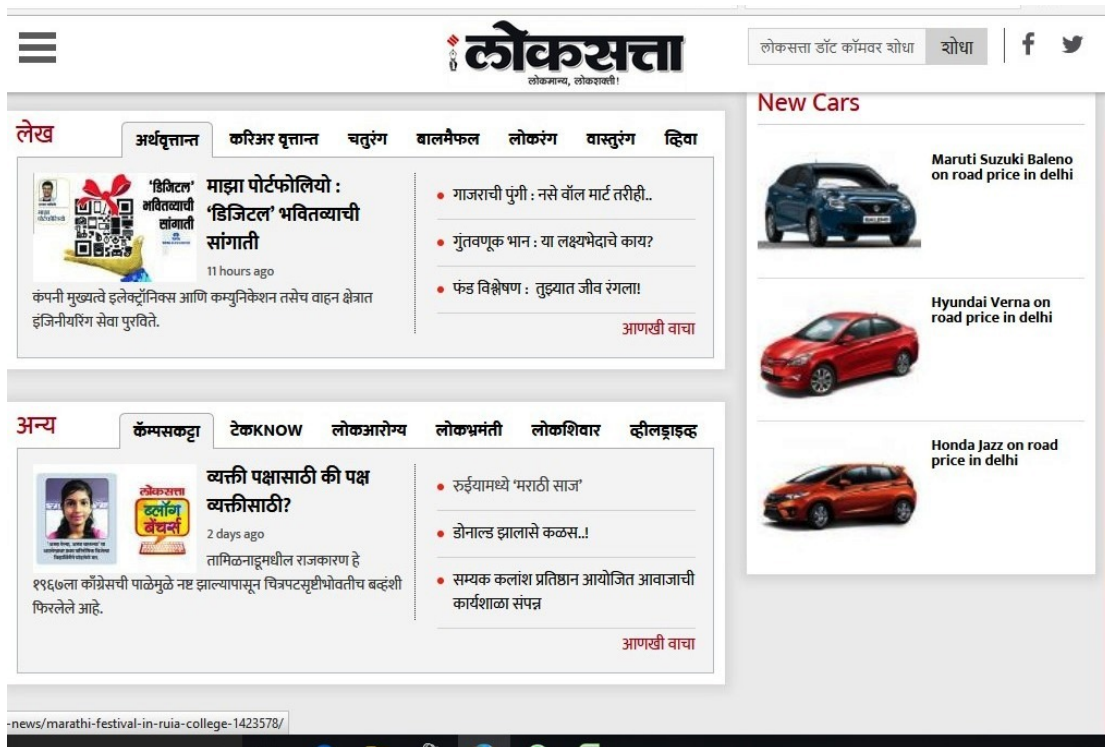 लोकसत्ता
लोकमान्य, लोकशक्ती!
लोकसत्ता डॉट कॉमवर शोधा
शोधा
लेख
अर्थवृत्तान्त
करिअर वृत्तान्त
चतुरंग
बालमैफल
लोकरंग
वास्तुरंग
व्हिवा
‘डिजिटल’
भवितव्याची
सांगाती
माझा पोर्टफोलियो :
‘डिजिटल’ भवितव्याची
सांगाती
11 hours ago
कंपनी मुख्यत्वे इलेक्ट्रॉनिक्स आणि कम्युनिकेशन तसेच वाहन क्षेत्रात
इंजिनीयरिंग सेवा पुरविते.
गाजराची पुंगी : नसे वॉल मार्ट तरीही..
गुंतवणूक भान : या लक्ष्यभेदाचे काय?
फंड विश्लेषण : तुझ्यात जीव रंगला!
आणखी वाचा
अन्य
कॅम्पसकट्टा
टेकKNOW
लोकआरोग्य
लोकभ्रमंती
लोकशिवार
व्हीलड्राइव्ह
लोकसत्ता
ब्लॉग
बेंचर्स
व्यक्ती पक्षासाठी की पक्ष
व्यक्तीसाठी?
2 days ago
तामिळनाडूमधील राजकारण हे
१९६७ला काँग्रेसची पाळेमुळे नष्ट झाल्यापासून चित्रपटसृष्टीभोवतीच बव्हंशी
फिरलेले आहे.
रुईयामध्ये ‘मराठी साज’
डोनाल्ड झालासे कळस..!
सम्यक कलांश प्रतिष्ठान आयोजित आवाजाची
कार्यशाळा संपन्न
आणखी वाचा
New Cars
Maruti Suzuki Baleno
on road price in delhi
Hyundai Verna on
road price in delhi
Honda Jazz on road
price in delhi
-news/marathi-festival-in-ruia-college-1423578/